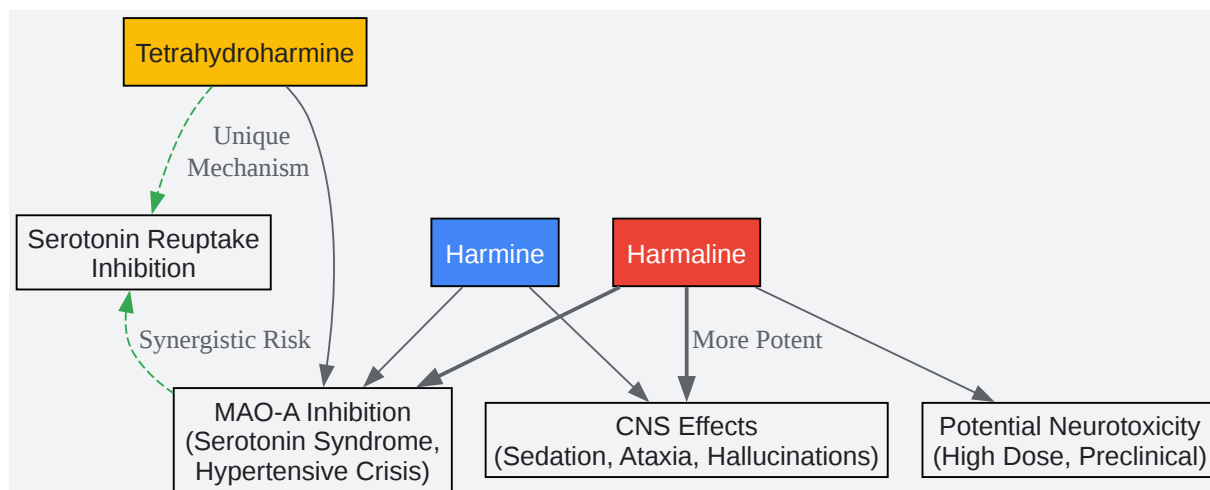 Tetrahydroharmine
Unique
Mechanism
Serotonin Reuptake
Inhibition
Harmine
Harmaline
Synergistic Risk
More Potent
MAO-A Inhibition
(Serotonin Syndrome,
Hypertensive Crisis)
CNS Effects
(Sedation, Ataxia, Hallucinations)
Potential Neurotoxicity
(High Dose, Preclinical)